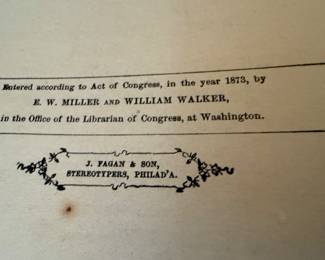 Entered according to Act of Congress, in the year 1873, by
E. W. MILLER AND WILLIAM WALKER,
in the Office of the Librarian of Congress, at Washington.
J. FAGAN & SON,
STEREOTYPERS, PHILAD'A.